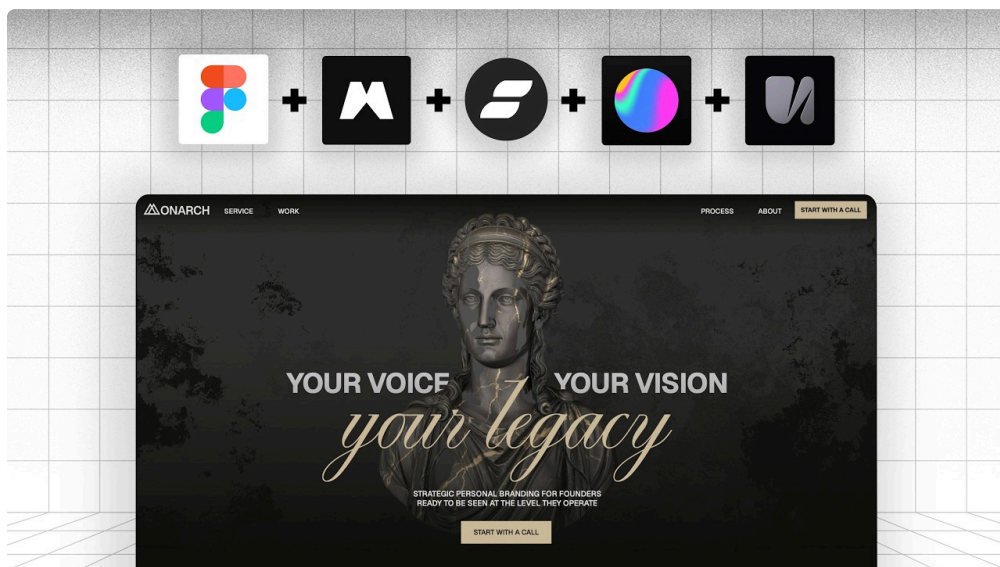 MONARCH SERVICE WORK PROCESS ABOUT START WITH A CALL
YOUR VOICE YOUR VISION
your legacy
STRATEGIC PERSONAL BRANDING FOR FOUNDERS
READY TO BE SEEN AT THE LEVEL THEY OPERATE
START WITH A CALL